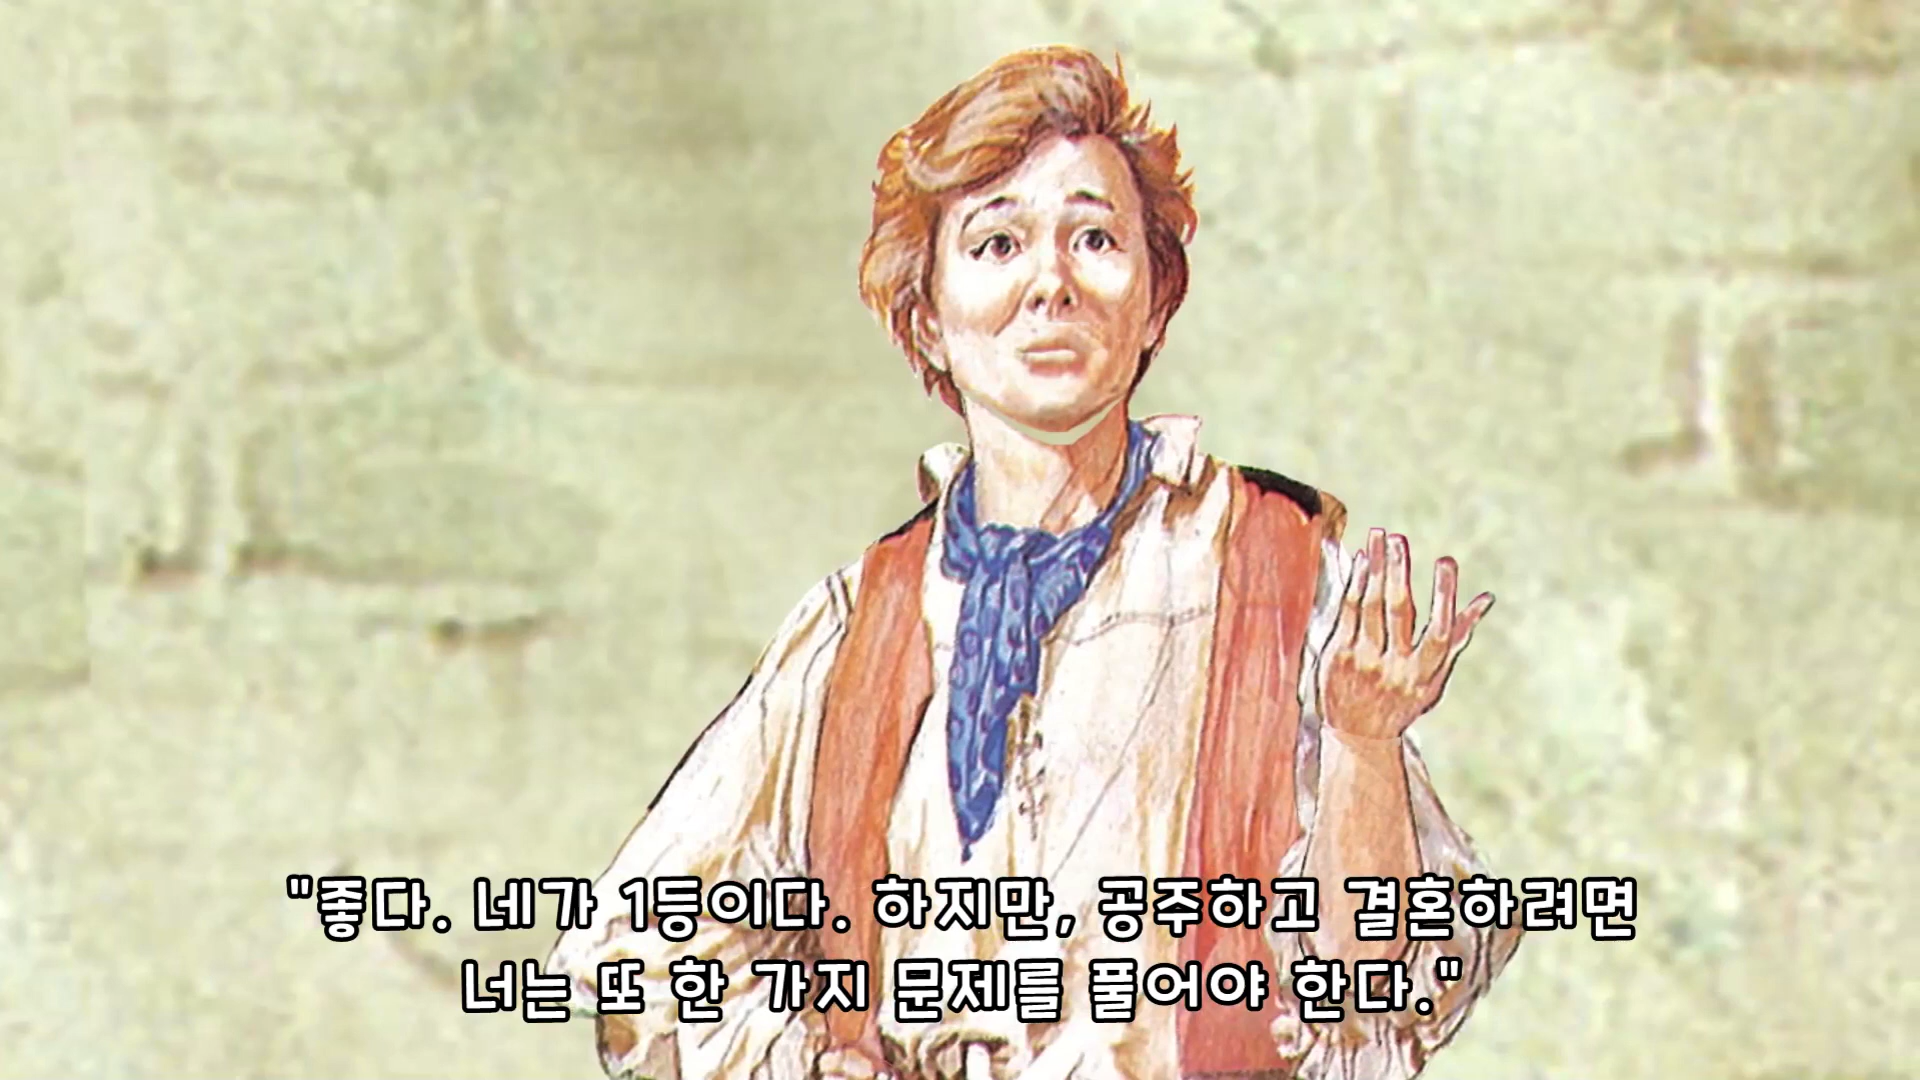 "좋다. 네가 1등이다. 하지만, 공주하고 결혼하려면
너는 또 한 가지 문제를 풀어야 한다."